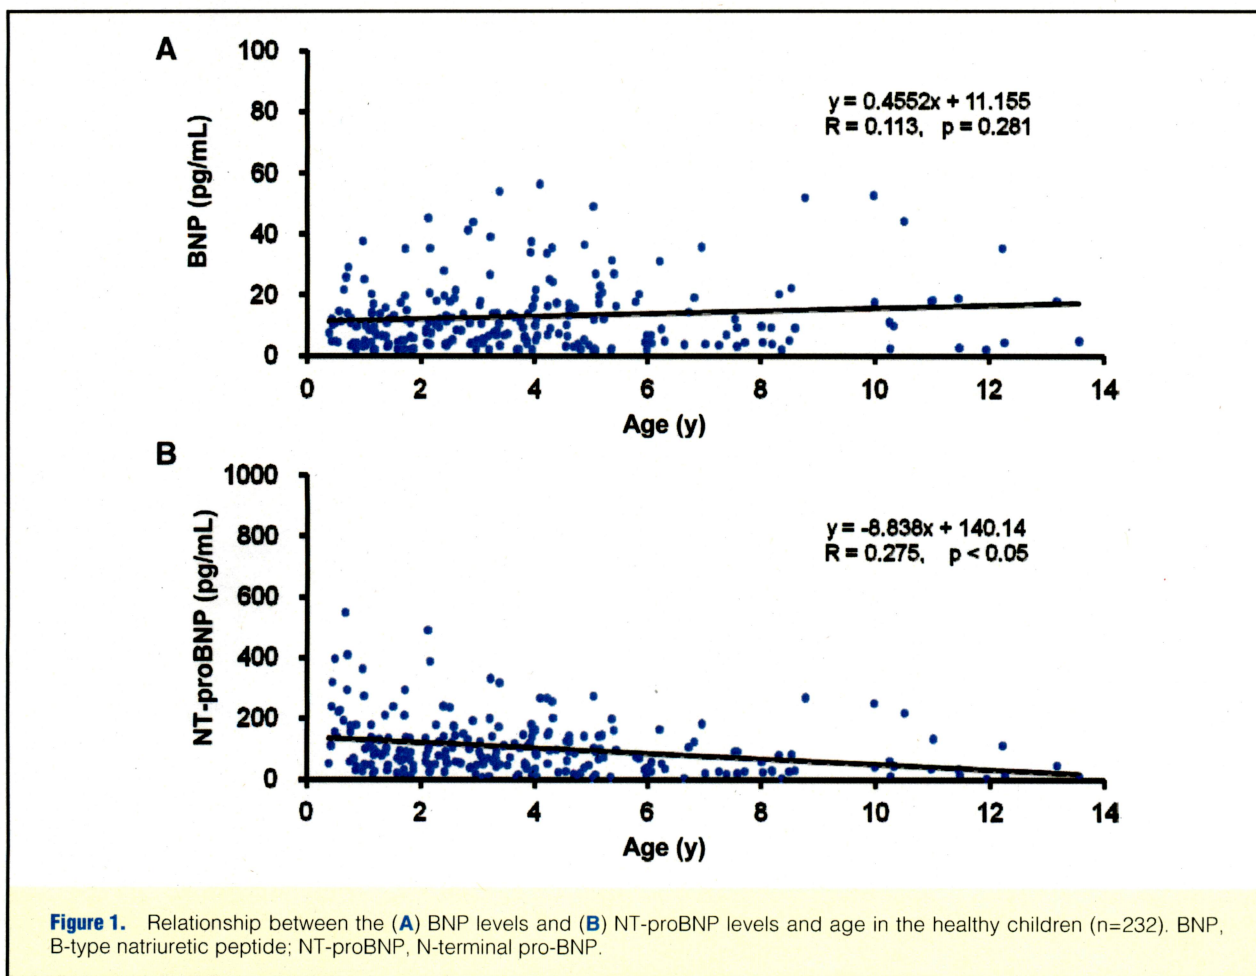 A
100
80
60
40
20
0
BNP (pg/mL)
y = 0.4552x + 11.155
R = 0.113, p = 0.281
0 2 4 6 8 10 12 14
Age (y)
B
1000
800
600
400
200
0
NT-proBNP (pg/mL)
y = -8.838x + 140.14
R = 0.275, p < 0.05
0 2 4 6 8 10 12 14
Age (y)
Figure 1. Relationship between the (A) BNP levels and (B) NT-proBNP levels and age in the healthy children (n=232). BNP,
B-type natriuretic peptide; NT-proBNP, N-terminal pro-BNP.